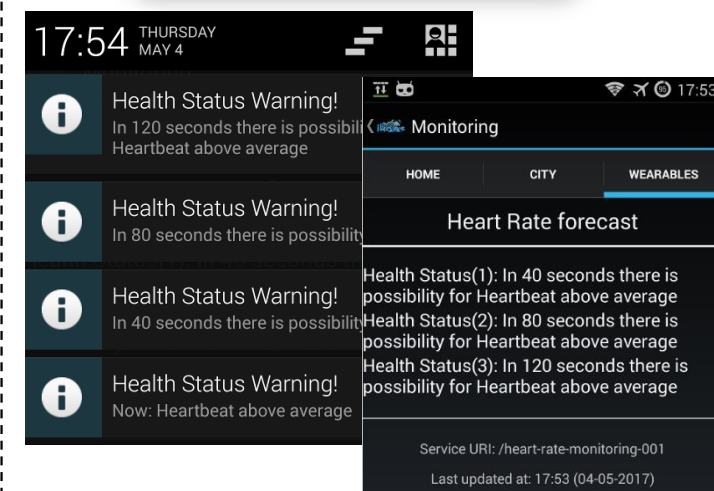 17:54 THURSDAY
MAY 4
Health Status Warning!
In 120 seconds there is
Heartbeat above average
Health Status Warning!
In 80 seconds there is
Health Status Warning!
In 40 seconds there is
Health Status Warning!
Now: Heartbeat above average
95 17:53
Monitoring
HOME CITY WEARABLES
Heart Rate forecast
Health Status(1): In 40 seconds there is
possibility for Heartbeat above average
Health Status(2): In 80 seconds there is
possibility for Heartbeat above average
Health Status(3): In 120 seconds there is
possibility for Heartbeat above average
Service URI: /heart-rate-monitoring-001
Last updated at: 17:53 (04-05-2017)